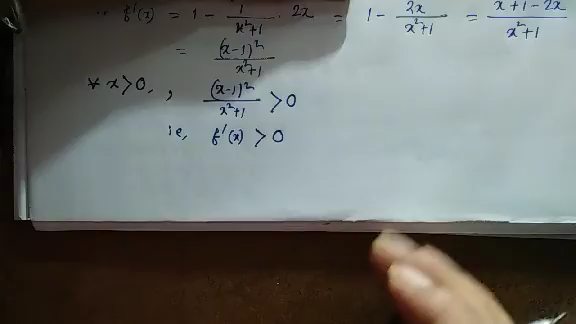 ∵ f'(x) = 1 - 1/x²+1 · 2x = 1 - 2x/x²+1 = x+1-2x/x²+1
= (x-1)²/x²+1
∀ x>0, , (x-1)²/x²+1 > 0
ie, f'(x) > 0